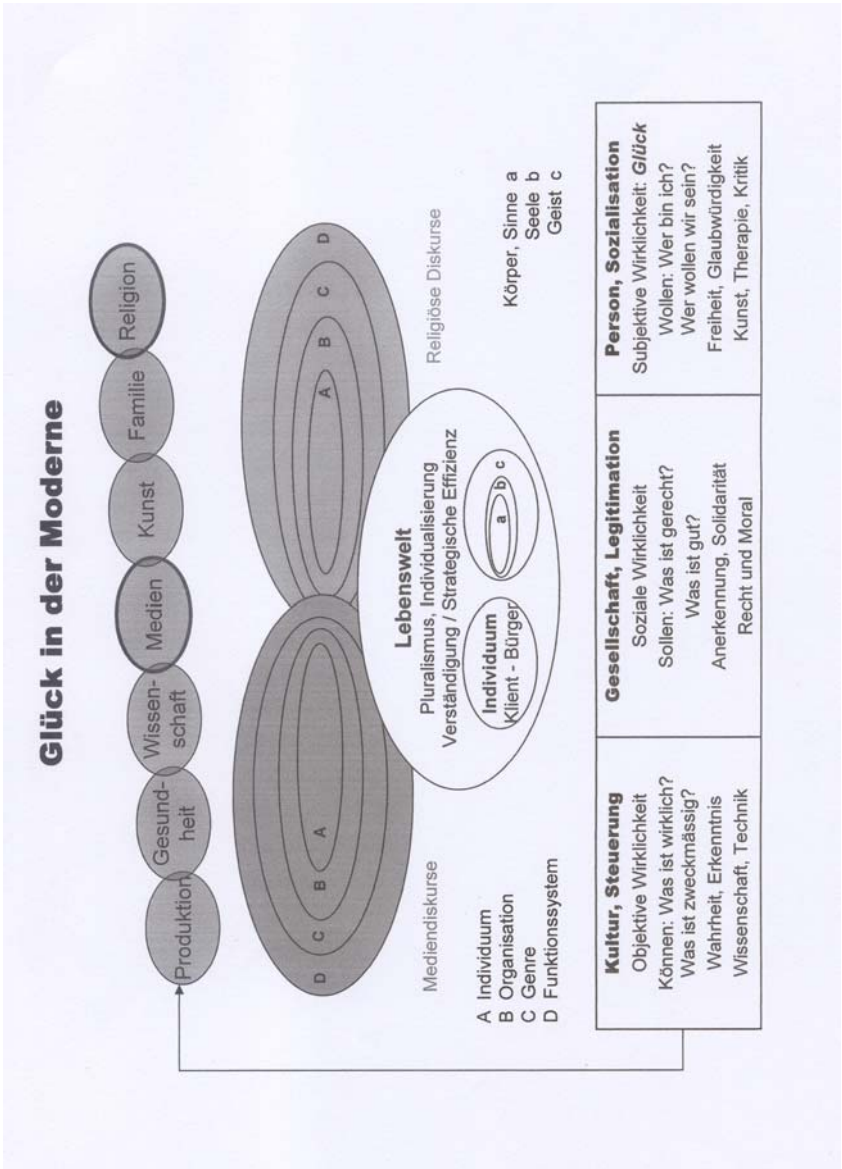 Glück in der Moderne
Produktion
Gesund-
heit
Wissen-
schaft
Medien
Kunst
Familie
Religion
D
C
B
A
A
B
C
D
Mediendiskurse
Religiöse Diskurse
Lebenswelt
Pluralismus, Individualisierung
Verständigung / Strategische Effizienz
Individuum
Klient - Bürger
a
b
c
A Individuum
B Organisation
C Genre
D Funktionssystem
Körper, Sinne a
Seele b
Geist c
Kultur, Steuerung
Objektive Wirklichkeit
Können: Was ist wirklich?
Was ist zweckmässig?
Wahrheit, Erkenntnis
Wissenschaft, Technik
Gesellschaft, Legitimation
Soziale Wirklichkeit
Sollen: Was ist gerecht?
Was ist gut?
Anerkennung, Solidarität
Recht und Moral
Person, Sozialisation
Subjektive Wirklichkeit: Glück
Wollen: Wer bin ich?
Wer wollen wir sein?
Freiheit, Glaubwürdigkeit
Kunst, Therapie, Kritik